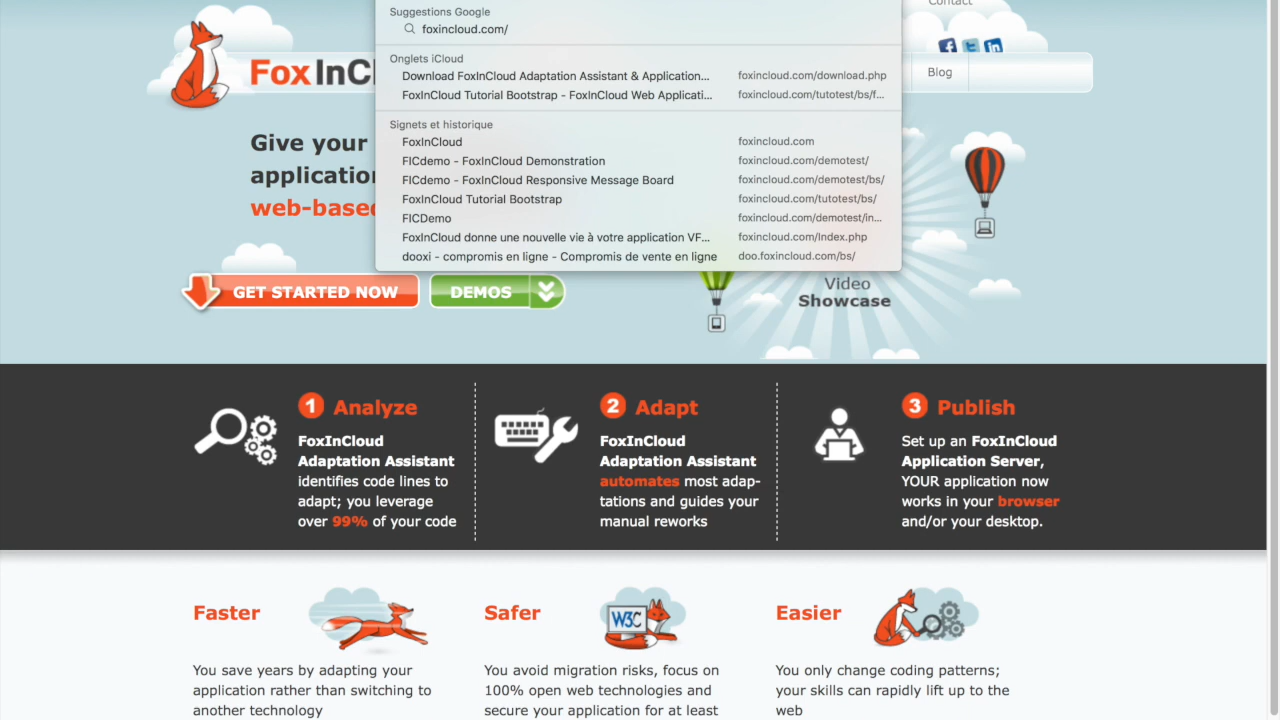 Contact
Suggestions Google
foxincloud.com/
Onglets iCloud
Download FoxInCloud Adaptation Assistant & Application... foxincloud.com/download.php
FoxInCloud Tutorial Bootstrap - FoxInCloud Web Applicati... foxincloud.com/tutotest/bs/f...
Signets et historique
FoxInCloud foxincloud.com
FICdemo - FoxInCloud Demonstration foxincloud.com/demotest/
FICdemo - FoxInCloud Responsive Message Board foxincloud.com/demotest/bs/
FoxInCloud Tutorial Bootstrap foxincloud.com/tutotest/bs/
FICDemo foxincloud.com/demotest/in...
FoxInCloud donne une nouvelle vie à votre application VF... foxincloud.com/Index.php
dooxi - compromis en ligne - Compromis de vente en ligne doo.foxincloud.com/bs/
FoxInCl
Blog
Give your
application
web-based
GET STARTED NOW
DEMOS
Video
Showcase
1 Analyze
FoxInCloud
Adaptation Assistant
identifies code lines to
adapt; you leverage
over 99% of your code
2 Adapt
FoxInCloud
Adaptation Assistant
automates most adap-
tations and guides your
manual reworks
3 Publish
Set up an FoxInCloud
Application Server,
YOUR application now
works in your browser
and/or your desktop.
Faster
You save years by adapting your
application rather than switching to
another technology
Safer
W3C
You avoid migration risks, focus on
100% open web technologies and
secure your application for at least
Easier
You only change coding patterns;
your skills can rapidly lift up to the
web